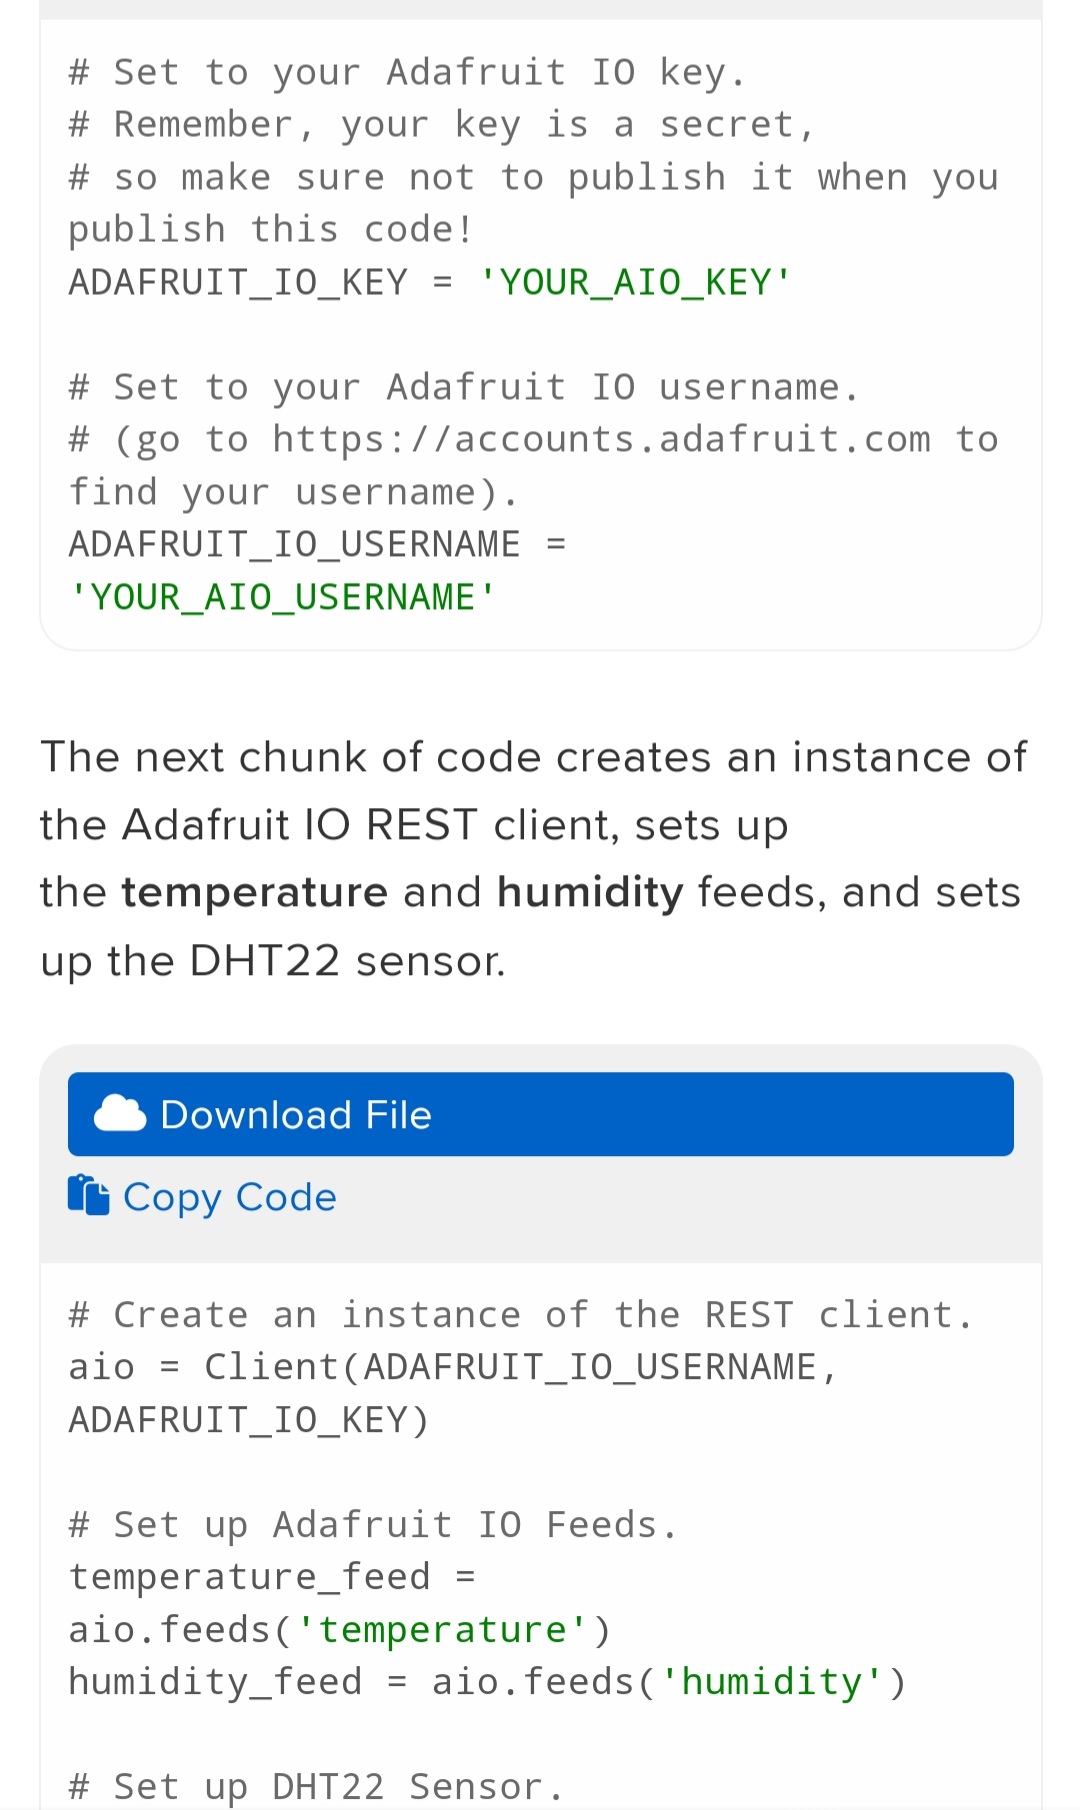 # Set to your Adafruit IO key.
# Remember, your key is a secret,
# so make sure not to publish it when you
publish this code!
ADAFRUIT_IO_KEY = 'YOUR_AIO_KEY'
# Set to your Adafruit IO username.
# (go to https://accounts.adafruit.com to
find your username).
ADAFRUIT_IO_USERNAME =
'YOUR_AIO_USERNAME'
The next chunk of code creates an instance of
the Adafruit IO REST client, sets up
the temperature and humidity feeds, and sets
up the DHT22 sensor.
Download File
Copy Code
# Create an instance of the REST client.
aio = Client(ADAFRUIT_IO_USERNAME,
ADAFRUIT_IO_KEY)
# Set up Adafruit IO Feeds.
temperature_feed =
aio.feeds('temperature')
humidity_feed = aio.feeds('humidity')
# Set up DHT22 Sensor.